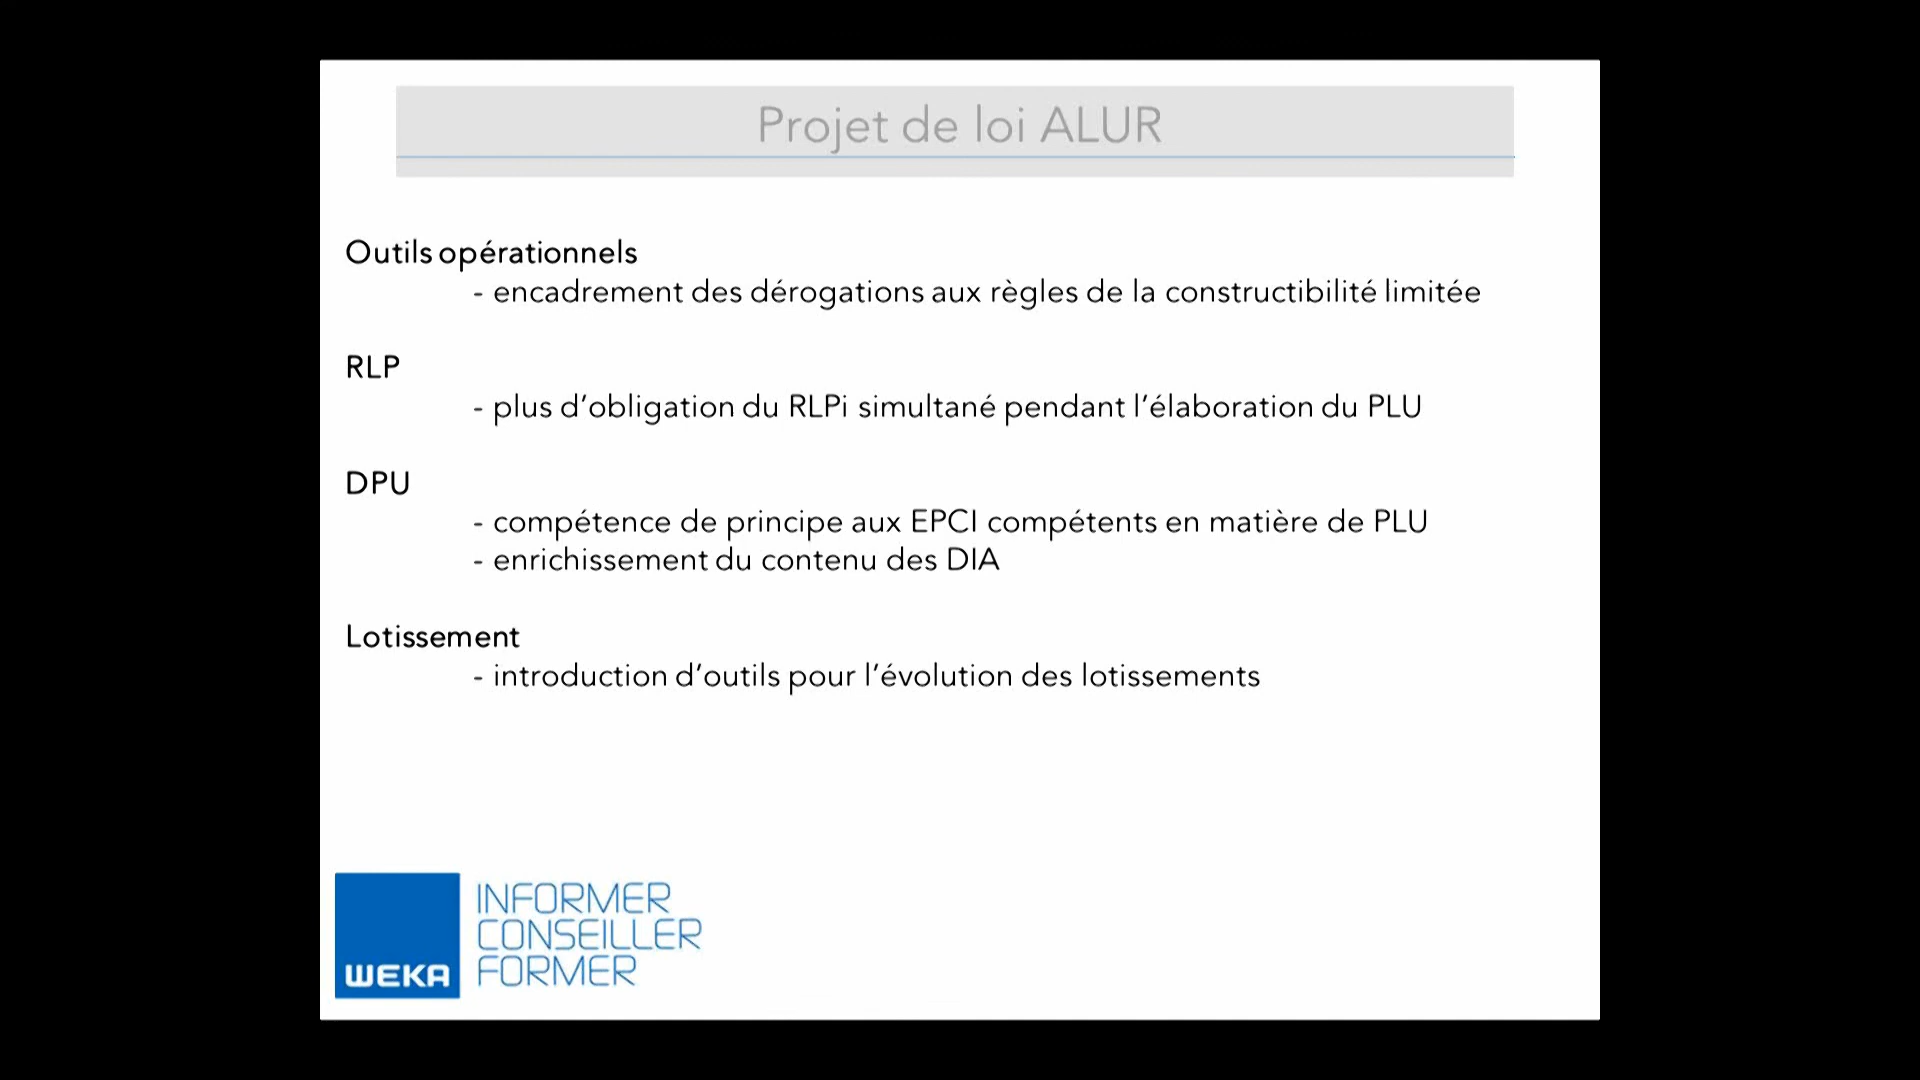 Projet de loi ALUR
Outils opérationnels
- encadrement des dérogations aux règles de la constructibilité limitée
RLP
- plus d’obligation du RLPi simultané pendant l’élaboration du PLU
DPU
- compétence de principe aux EPCI compétents en matière de PLU
- enrichissement du contenu des DIA
Lotissement
- introduction d’outils pour l’évolution des lotissements
WEKA
INFORMER
CONSEILLER
FORMER